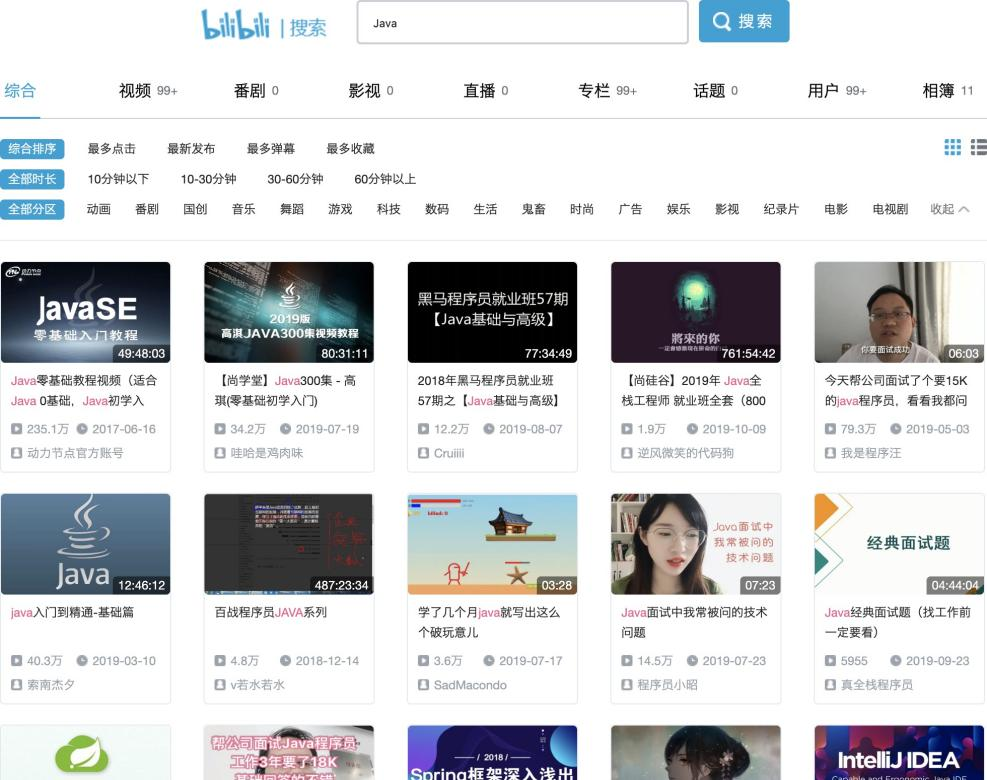 bilibili | 搜索
Java
搜索
综合 视频 99+ 番剧 0 影视 0 直播 0 专栏 99+ 话题 0 用户 99+ 相簿 11
综合排序 最多点击 最新发布 最多弹幕 最多收藏
全部时长 10分钟以下 10-30分钟 30-60分钟 60分钟以上
全部分区 动画 番剧 国创 音乐 舞蹈 游戏 科技 数码 生活 鬼畜 时尚 广告 娱乐 影视 纪录片 电影 电视剧 收起
动力节点
JavaSE
零基础入门教程
49:48:03
Java零基础教程视频（适合
Java 0基础，Java初学入
235.1万 2017-06-16
动力节点官方账号
2019版
高淇JAVA300集视频教程
80:31:11
【尚学堂】Java300集 - 高
琪(零基础初学入门)
34.2万 2019-07-19
哇哈是鸡肉味
黑马程序员就业班57期
【Java基础与高级】
77:34:49
2018年黑马程序员就业班
57期之【Java基础与高级】
12.2万 2019-08-07
Cruiiii
將來的你
761:54:42
【尚硅谷】2019年 Java全
栈工程师 就业班全套（800
1.9万 2019-10-09
逆风微笑的代码狗
你要面试成功
06:03
今天帮公司面试了个要15K
的java程序员，看看我都问
79.3万 2019-05-03
我是程序汪
Java
12:46:12
java入门到精通-基础篇
40.3万 2019-03-10
索南杰夕
487:23:34
百战程序员JAVA系列
4.8万 2018-12-14
v若水若水
03:28
学了几个月java就写出这么
个破玩意儿
3.6万 2019-07-17
SadMacondo
Java面试中
我常被问的
技术问题
07:23
Java面试中我常被问的技术
问题
14.5万 2019-07-23
程序员小昭
经典面试题
04:44:04
Java经典面试题（找工作前
一定要看）
5955 2019-09-23
真全栈程序员
帮公司面试Java程序员
工作3年要了18K
基础回答的不错
/ 2018 /
Spring框架深入浅出
IntelliJ IDEA
Capable and Ergonomic Java IDE